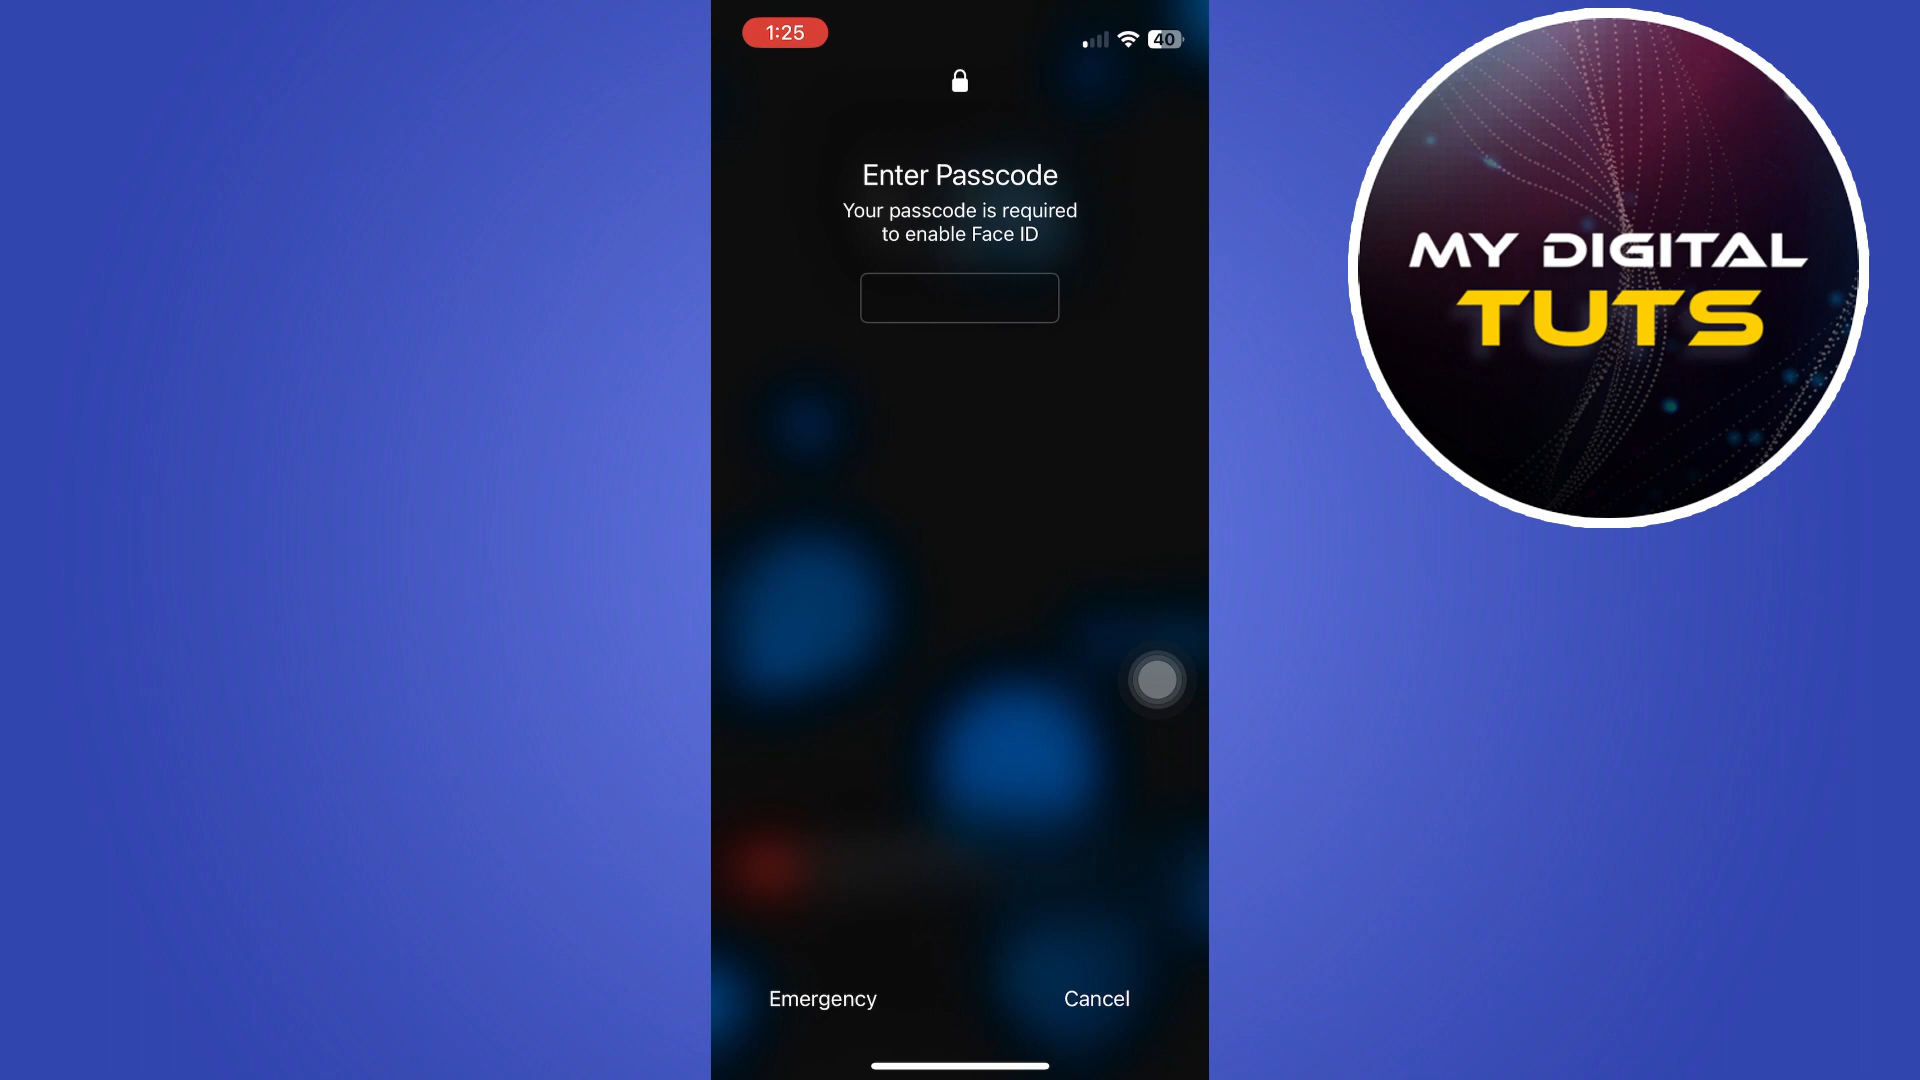 1:25
40
Enter Passcode
Your passcode is required
to enable Face ID
Emergency
Cancel
MY DIGITAL
TUTS